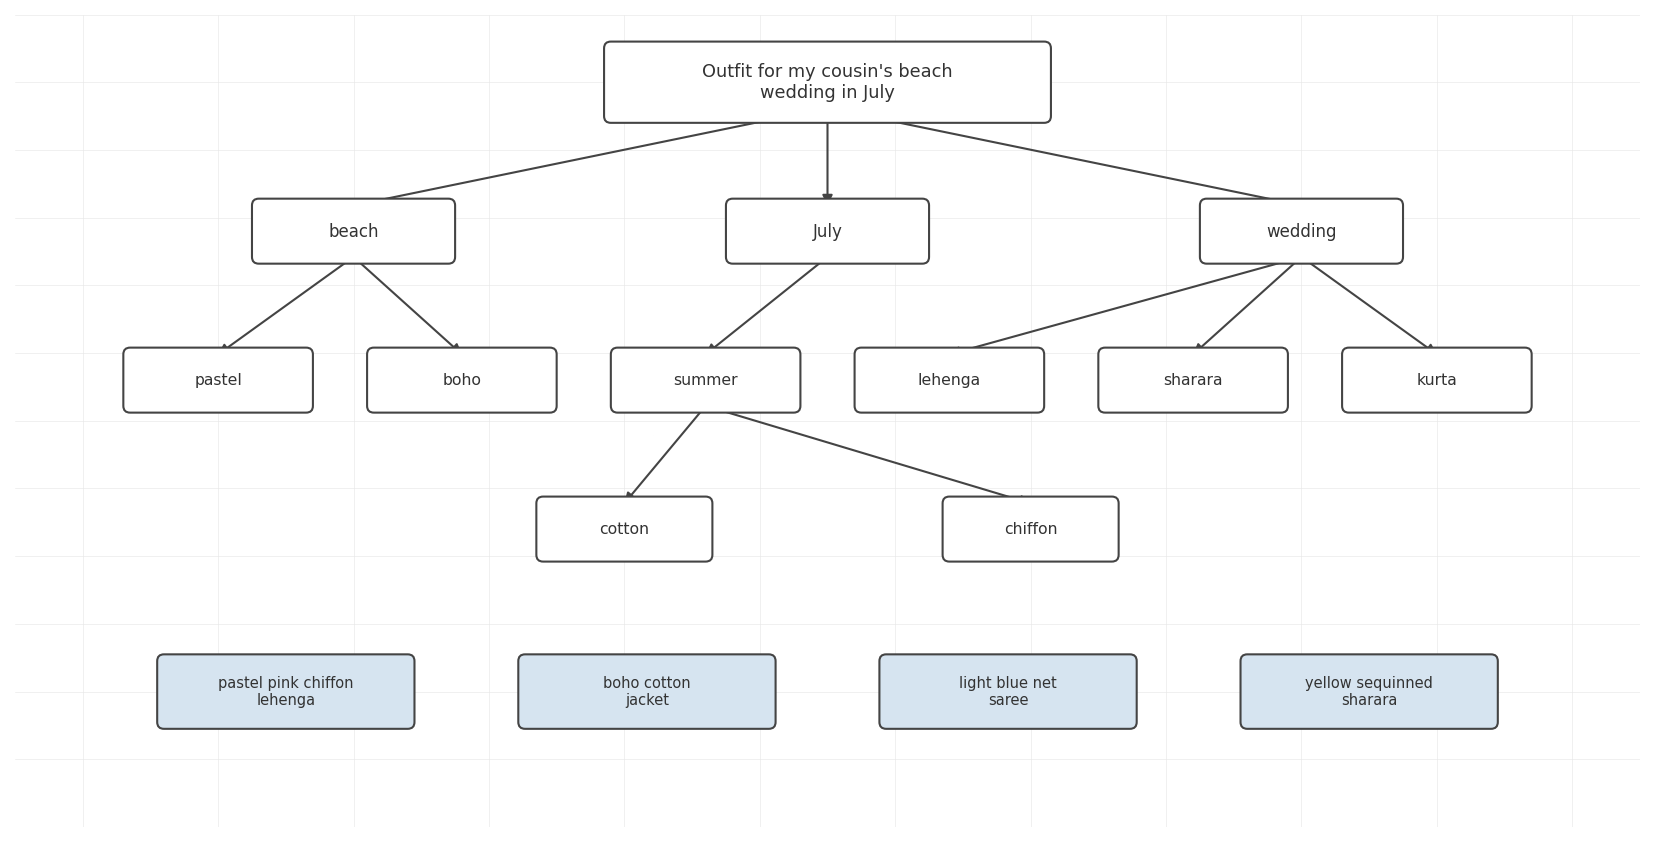 Outfit for my cousin's beach
wedding in July
beach
July
wedding
pastel
boho
summer
lehenga
sharara
kurta
cotton
chiffon
pastel pink chiffon
lehenga
boho cotton
jacket
light blue net
saree
yellow sequinned
sharara